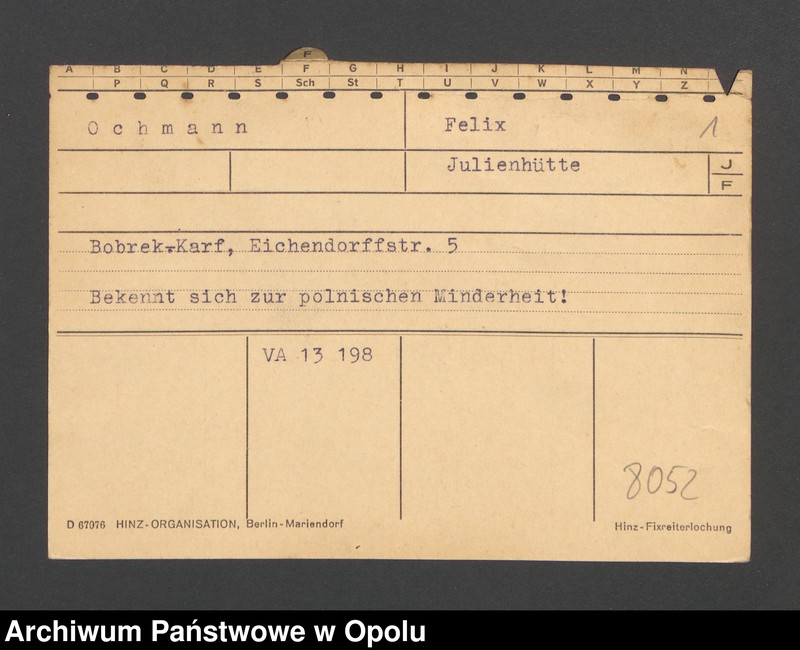 F
A B C D E F G H I J K L M N
P Q R S Sch St T U V W X Y Z
Ochmann Felix 1
Julienhütte J
F
Bobrek-Karf, Eichendorffstr. 5
Bekennt sich zur polnischen Minderheit!
VA 13 198
8052
D 67076 HINZ-ORGANISATION, Berlin-Mariendorf Hinz-Fixreiterlochung
Archiwum Państwowe w Opolu